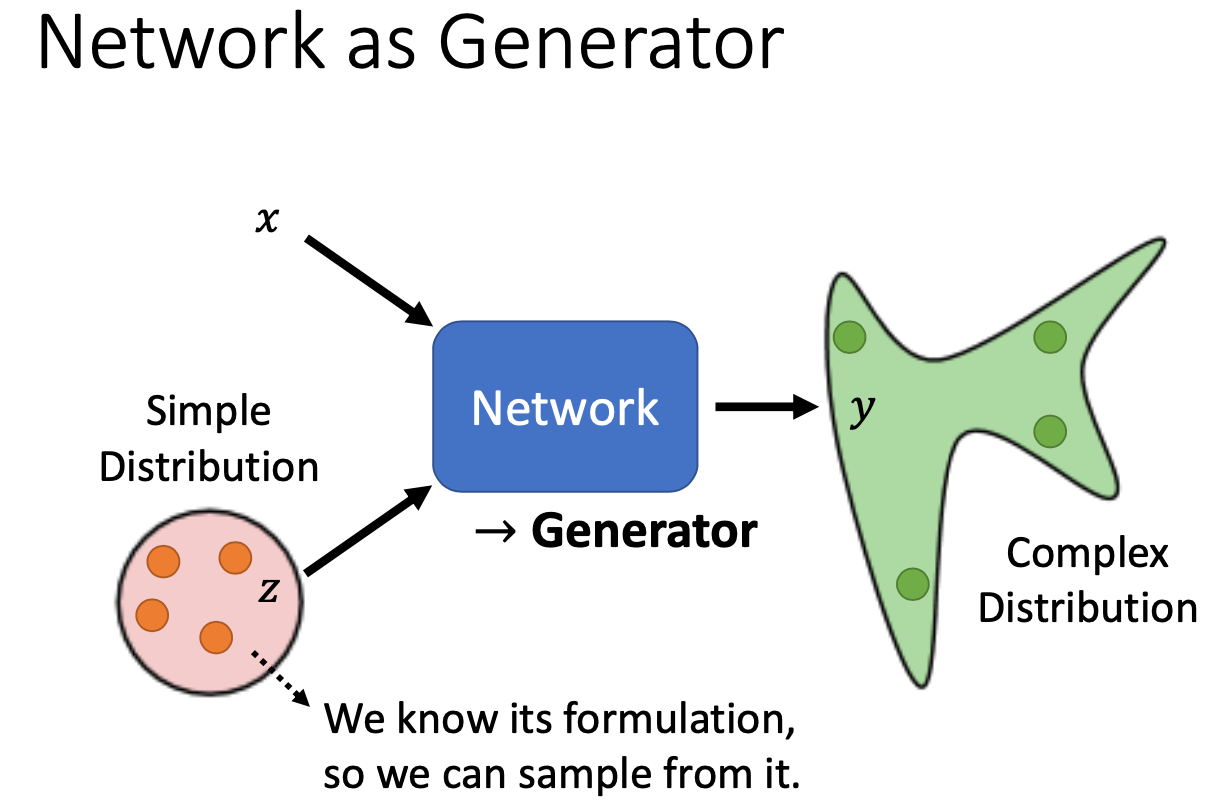 Network as Generator
x
Simple
Distribution
z
Network
→ Generator
y
Complex
Distribution
We know its formulation,
so we can sample from it.